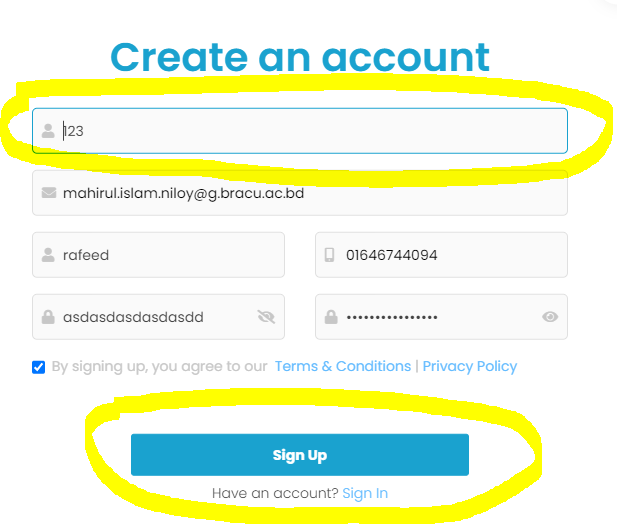 Create an account
123
mahirul.islam.niloy@g.bracu.ac.bd
rafeed 01646744094
asdasdasdasdasdd ••••••••••••••••
By signing up, you agree to our Terms & Conditions | Privacy Policy
Sign Up
Have an account? Sign In